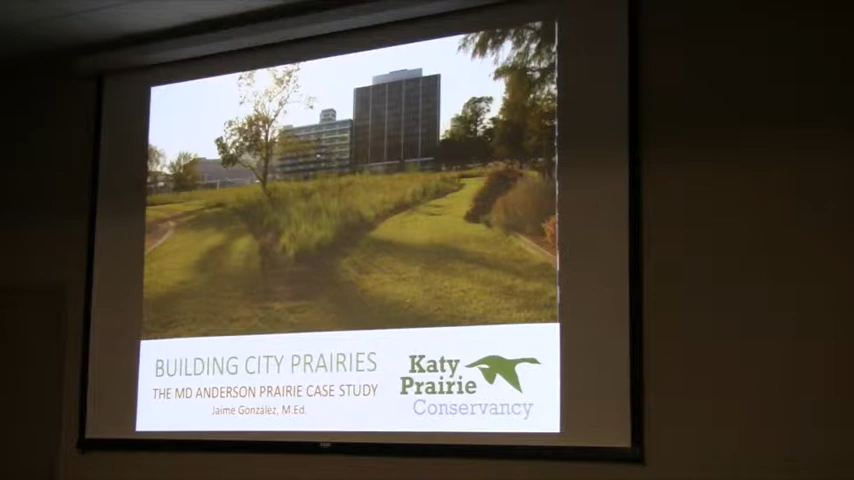 BUILDING CITY PRAIRIES
THE MD ANDERSON PRAIRIE CASE STUDY
Jaime González, M.Ed.
Katy
Prairie
Conservancy